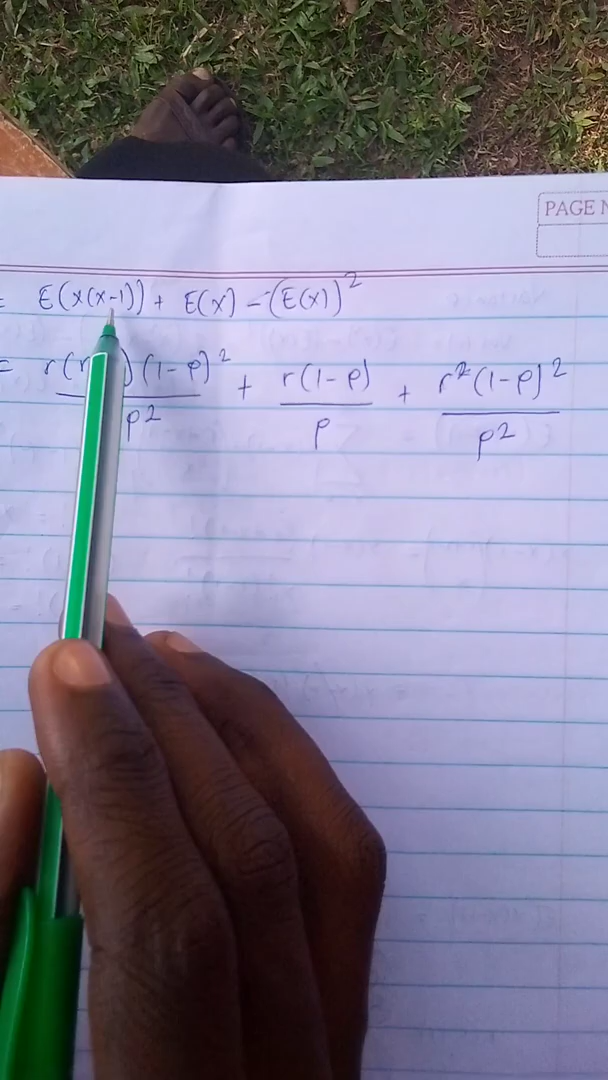 PAGE N
= E(x(x-1)) + E(x) - (E(x))²
= r(r )(1-p)²/p² + r(1-p)/p + r²(1-p)²/p²